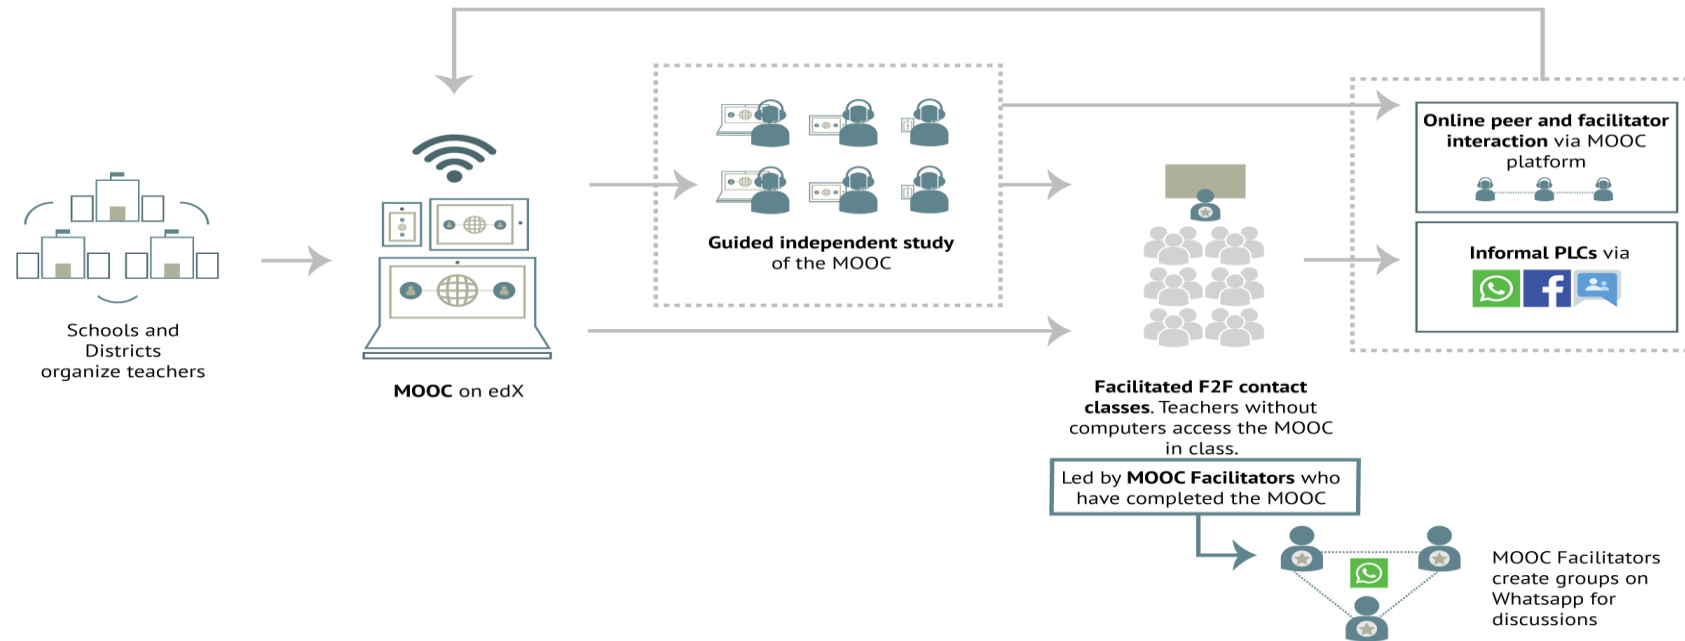 Schools and
Districts
organize teachers
MOOC on edX
Guided independent study
of the MOOC
Facilitated F2F contact
classes. Teachers without
computers access the MOOC
in class.
Led by MOOC Facilitators who
have completed the MOOC
Online peer and facilitator
interaction via MOOC
platform
Informal PLCs via
MOOC Facilitators
create groups on
Whatsapp for
discussions